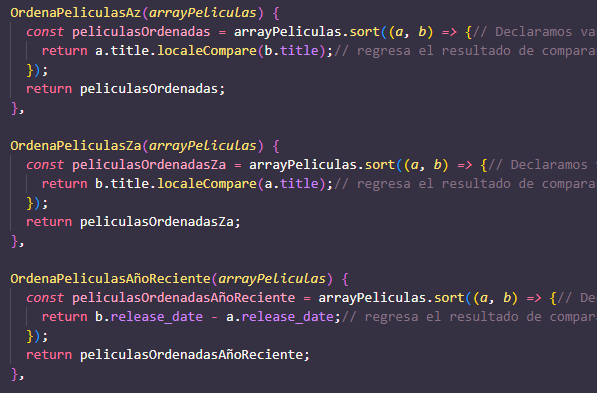 OrdenaPeliculasAz(arrayPeliculas) {
const peliculasOrdenadas = arrayPeliculas.sort((a, b) => {// Declaramos va
return a.title.localeCompare(b.title);// regresa el resultado de compara
});
return peliculasOrdenadas;
},
OrdenaPeliculasZa(arrayPeliculas) {
const peliculasOrdenadasZa = arrayPeliculas.sort((a, b) => {// Declaramos
return b.title.localeCompare(a.title);// regresa el resultado de compara
});
return peliculasOrdenadasZa;
},
OrdenaPeliculasAñoReciente(arrayPeliculas) {
const peliculasOrdenadasAñoReciente = arrayPeliculas.sort((a, b) => {// De
return b.release_date - a.release_date;// regresa el resultado de compar
});
return peliculasOrdenadasAñoReciente;
},